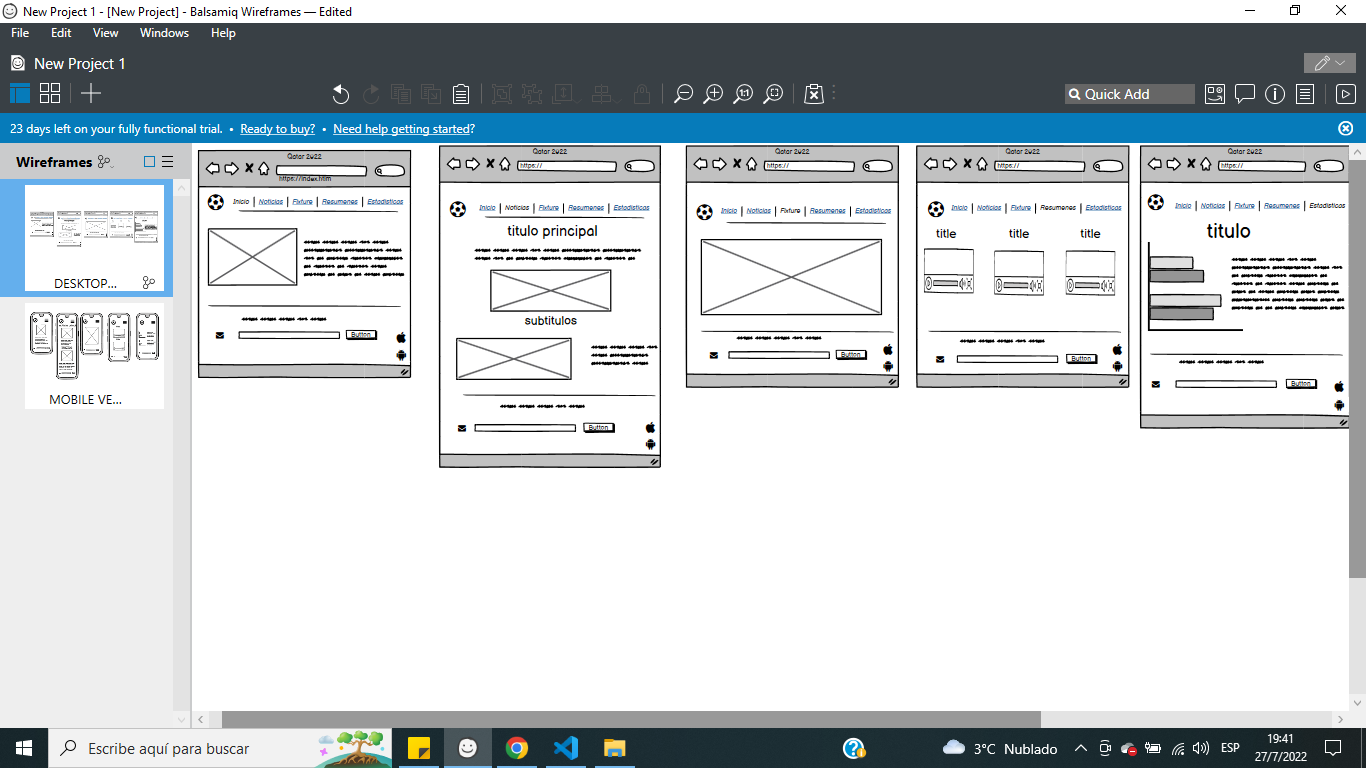 New Project 1 - [New Project] - Balsamiq Wireframes — Edited
File Edit View Windows Help
New Project 1
Quick Add
23 days left on your fully functional trial. • Ready to buy? • Need help getting started?
Wireframes
DESKTOP...
MOBILE VE...
Qatar 2022
https://index.htm
Inicio | Noticias | Fixture | Resumenes | Estadisticas
Button
Qatar 2022
https://
Inicio | Noticias | Fixture | Resumenes | Estadisticas
titulo principal
subtitulos
Button
Qatar 2022
https://
Inicio | Noticias | Fixture | Resumenes | Estadisticas
Button
Qatar 2022
https://
Inicio | Noticias | Fixture | Resumenes | Estadisticas
title title title
Button
Qatar 2022
https://
Inicio | Noticias | Fixture | Resumenes | Estadisticas
titulo
Button
Escribe aquí para buscar
3°C Nublado
ESP
19:41
27/7/2022